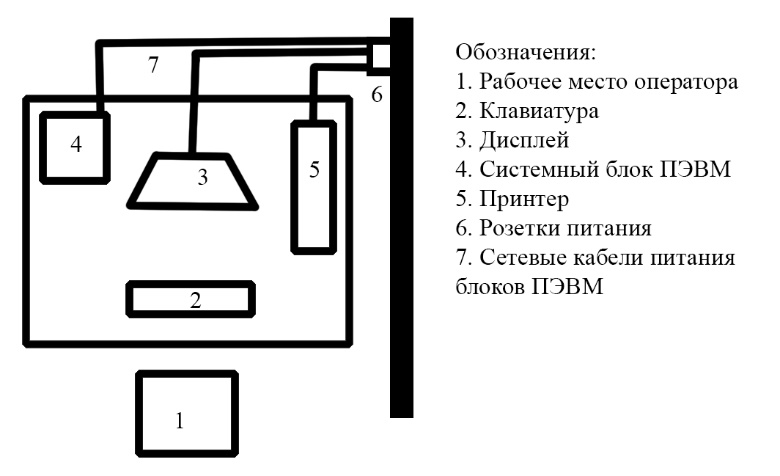 7
6
4
3
5
2
1
Обозначения:
1. Рабочее место оператора
2. Клавиатура
3. Дисплей
4. Системный блок ПЭВМ
5. Принтер
6. Розетки питания
7. Сетевые кабели питания
блоков ПЭВМ